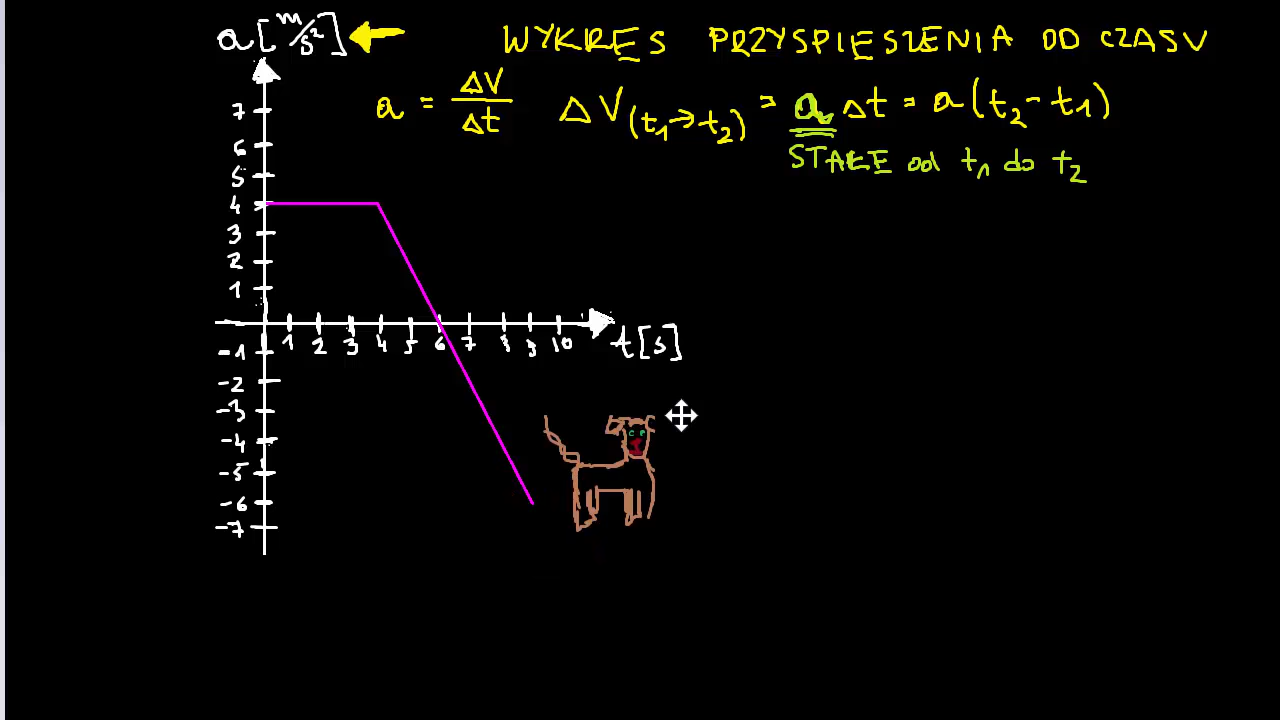 a[m/s²]
WYKRES PRZYSPIESZENIA OD CZASU
a = ΔV/Δt ΔV(t1→t2) = a Δt = a(t2-t1)
STAŁE od t1 do t2
7
6
5
4
3
2
1
1 2 3 4 5 6 7 8 9 10 t[s]
-1
-2
-3
-4
-5
-6
-7